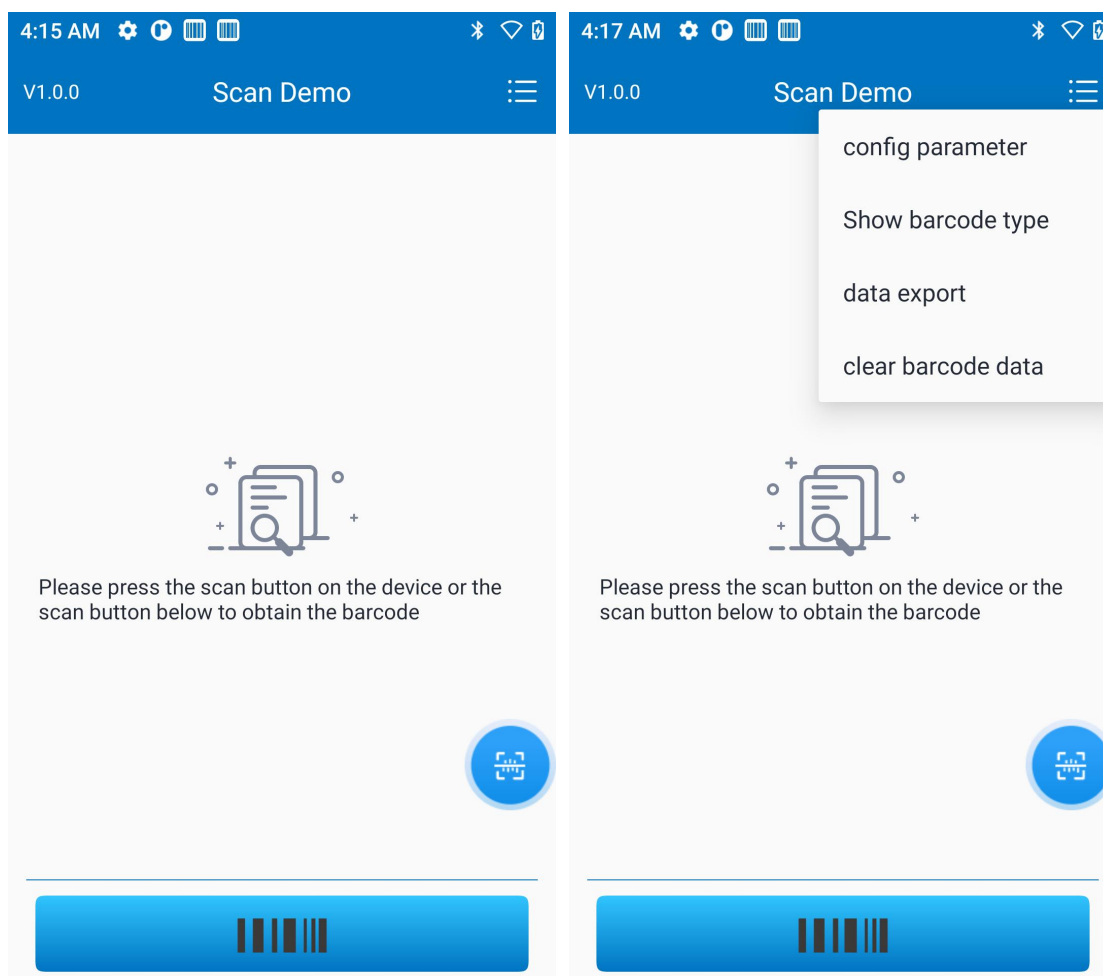 4:15 AM
V1.0.0
Scan Demo
Please press the scan button on the device or the
scan button below to obtain the barcode
4:17 AM
V1.0.0
Scan Demo
config parameter
Show barcode type
data export
clear barcode data
Please press the scan button on the device or the
scan button below to obtain the barcode